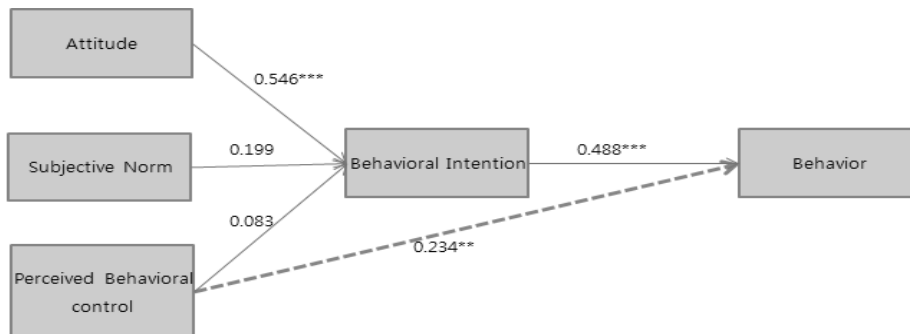 Attitude
0.546***
Subjective Norm
0.199
Behavioral Intention
0.488***
Behavior
0.083
0.234**
Perceived Behavioral
control